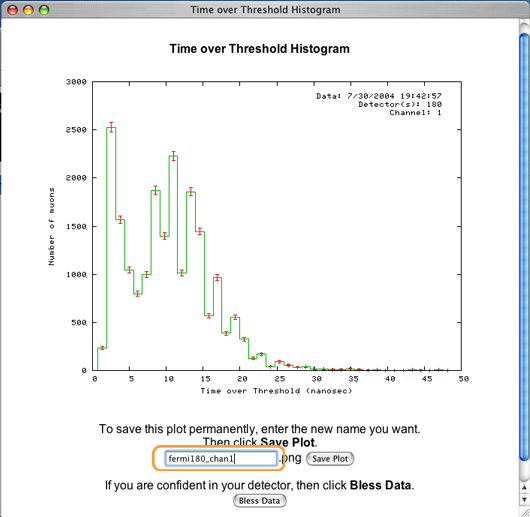 Time over Threshold Histogram
Time over Threshold Histogram
3000
Data: 7/30/2004 19:42:57
Detector(s): 180
Channel: 1
2500
2000
1500
1000
500
0
Number of muons
0 5 10 15 20 25 30 35 40 45 50
Time over Threshold (nanosec)
To save this plot permanently, enter the new name you want.
Then click Save Plot.
fermi180_chan1 .png Save Plot
If you are confident in your detector, then click Bless Data.
Bless Data